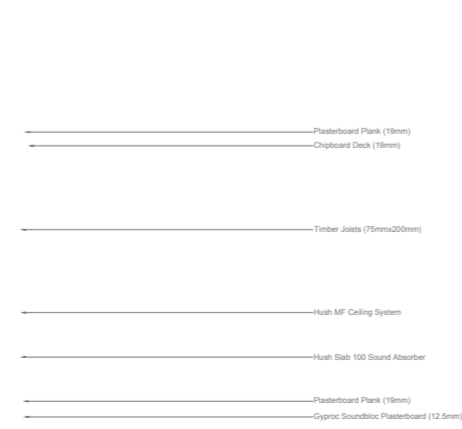 Plasterboard Plank (19mm)
Chipboard Deck (19mm)
Timber Joists (75mmx200mm)
Hush MF Ceiling System
Hush Slab 100 Sound Absorber
Plasterboard Plank (19mm)
Gyproc Soundbloc Plasterboard (12.5mm)